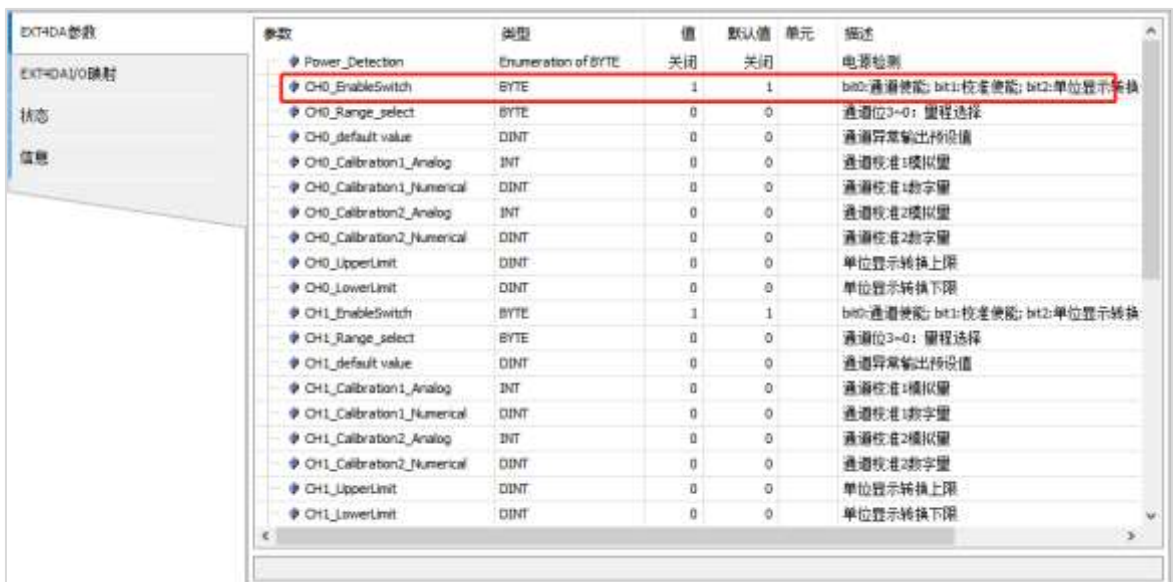 EXT4DA参数
EXT4DAI/O映射
状态
信息
参数 类型 值 默认值 单元 描述
Power_Detection Enumeration of BYTE 关闭 关闭 电源检测
CH0_EnableSwitch BYTE 1 1 bit0:通道使能; bit1:校准使能; bit2:单位显示转换
CH0_Range_select BYTE 0 0 通道位3~0：量程选择
CH0_default value DINT 0 0 通道异常输出预设值
CH0_Calibration1_Analog INT 0 0 通道校准1模拟量
CH0_Calibration1_Numerical DINT 0 0 通道校准1数字量
CH0_Calibration2_Analog INT 0 0 通道校准2模拟量
CH0_Calibration2_Numerical DINT 0 0 通道校准2数字量
CH0_UpperLimit DINT 0 0 单位显示转换上限
CH0_LowerLimit DINT 0 0 单位显示转换下限
CH1_EnableSwitch BYTE 1 1 bit0:通道使能; bit1:校准使能; bit2:单位显示转换
CH1_Range_select BYTE 0 0 通道位3~0：量程选择
CH1_default value DINT 0 0 通道异常输出预设值
CH1_Calibration1_Analog INT 0 0 通道校准1模拟量
CH1_Calibration1_Numerical DINT 0 0 通道校准1数字量
CH1_Calibration2_Analog INT 0 0 通道校准2模拟量
CH1_Calibration2_Numerical DINT 0 0 通道校准2数字量
CH1_UpperLimit DINT 0 0 单位显示转换上限
CH1_LowerLimit DINT 0 0 单位显示转换下限